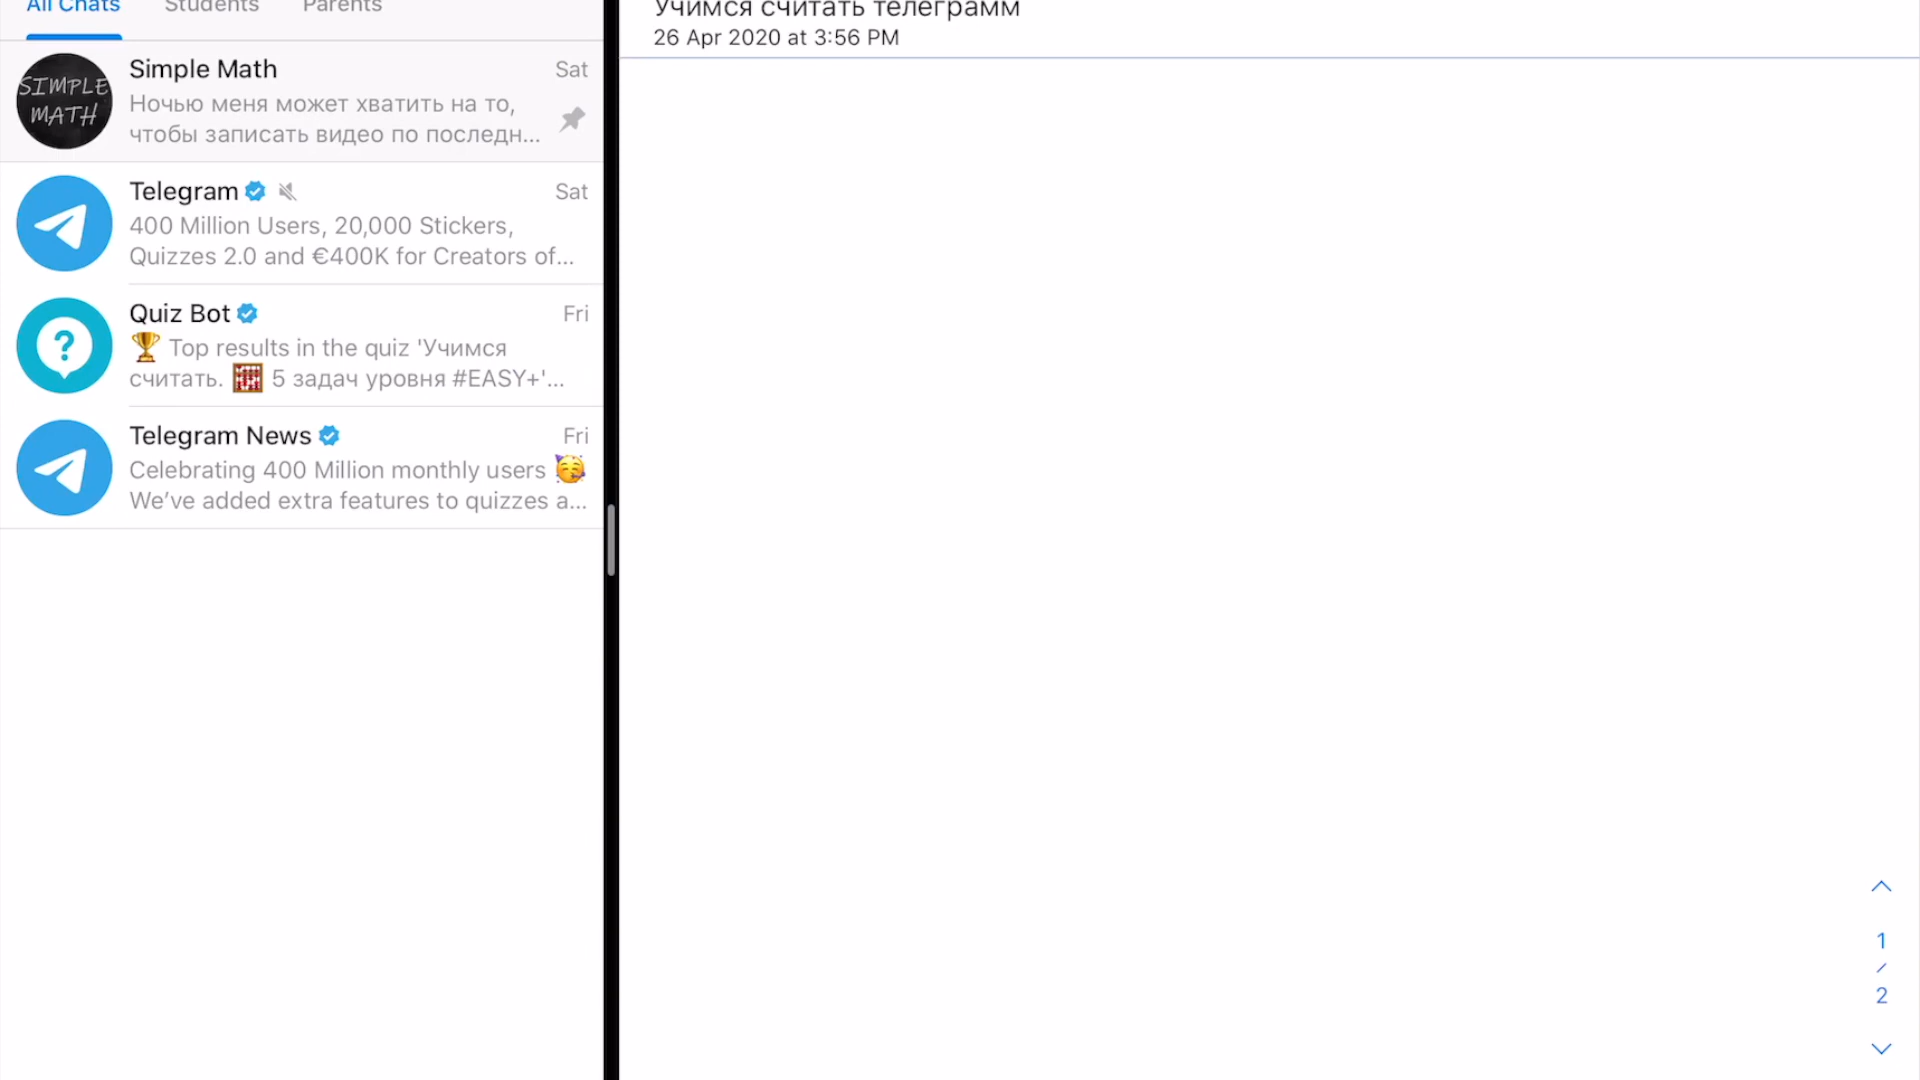 All Chats Students Parents
SIMPLE
MATH
Simple Math Sat
Ночью меня может хватить на то,
чтобы записать видео по последн...
Telegram Sat
400 Million Users, 20,000 Stickers,
Quizzes 2.0 and €400K for Creators of...
Quiz Bot Fri
🏆 Top results in the quiz 'Учимся
считать. 🧮 5 задач уровня #EASY+'...
Telegram News Fri
Celebrating 400 Million monthly users 🥳
We’ve added extra features to quizzes a...
Учимся считать телеграмм
26 Apr 2020 at 3:56 PM
1
/
2